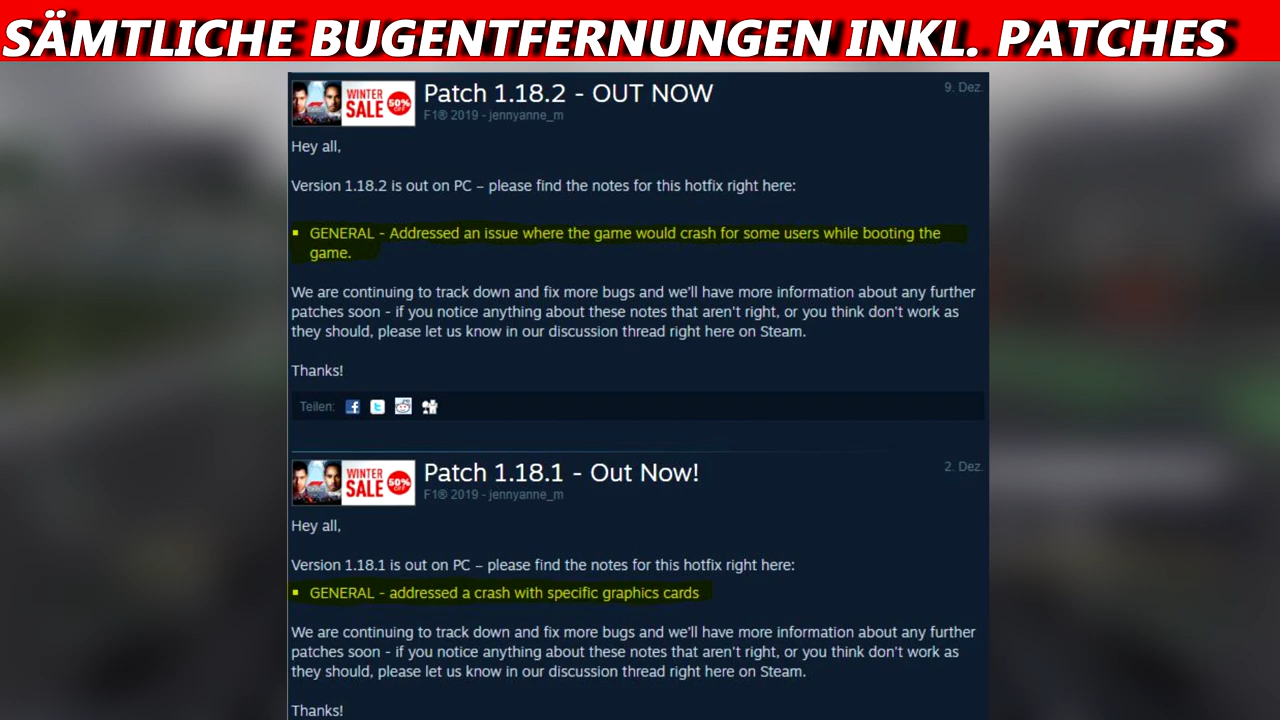 SÄMTLICHE BUGENTFERNUNGEN INKL. PATCHES
WINTER SALE 50% OFF
Patch 1.18.2 - OUT NOW
9. Dez.
F1® 2019 - jennyanne_m
Hey all,
Version 1.18.2 is out on PC – please find the notes for this hotfix right here:
▪ GENERAL - Addressed an issue where the game would crash for some users while booting the
game.
We are continuing to track down and fix more bugs and we'll have more information about any further
patches soon - if you notice anything about these notes that aren't right, or you think don't work as
they should, please let us know in our discussion thread right here on Steam.
Thanks!
Teilen:
WINTER SALE 50% OFF
Patch 1.18.1 - Out Now!
2. Dez.
F1® 2019 - jennyanne_m
Hey all,
Version 1.18.1 is out on PC – please find the notes for this hotfix right here:
▪ GENERAL - addressed a crash with specific graphics cards
We are continuing to track down and fix more bugs and we'll have more information about any further
patches soon - if you notice anything about these notes that aren't right, or you think don't work as
they should, please let us know in our discussion thread right here on Steam.
Thanks!